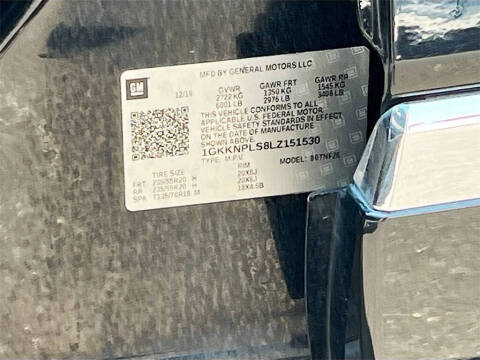 MFD BY GENERAL MOTORS LLC
GM
12/19
GVWR
GAWR FRT
GAWR RR
2722 KG
1350 KG
1545 KG
6001 LB
2976 LB
3406 LB
THIS VEHICLE CONFORMS TO ALL
APPLICABLE U.S. FEDERAL MOTOR
VEHICLE SAFETY STANDARDS IN EFFECT
ON THE DATE OF MANUFACTURE
SHOWN ABOVE.
1GKKNPLS8LZ151530
TYPE: M.P.V.
MODEL:
TIRE SIZE
RIM
FRT 235/55R20 H 20X8J
RR 235/55R20 H 20X8J
SPA T135/70R18 M 18X4.5B